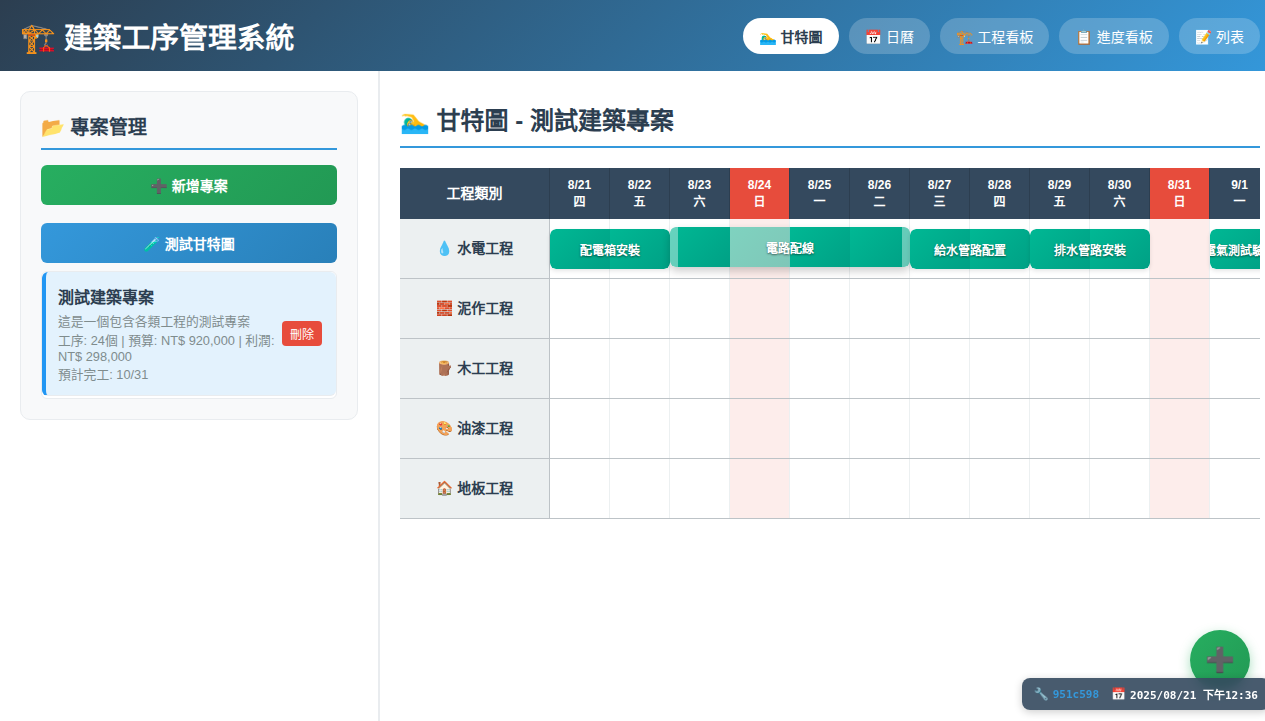 🏗️ 建築工序管理系統
🏊 甘特圖
📅 日曆
🏗️ 工程看板
📋 進度看板
📝 列表
📂 專案管理
➕ 新增專案
🧪 測試甘特圖
測試建築專案
這是一個包含各類工程的測試專案
工序: 24個 | 預算: NT$ 920,000 | 利潤:
NT$ 298,000
預計完工: 10/31
刪除
🏊 甘特圖 - 測試建築專案
工程類別
8/21
四
8/22
五
8/23
六
8/24
日
8/25
一
8/26
二
8/27
三
8/28
四
8/29
五
8/30
六
8/31
日
9/1
一
💧 水電工程
配電箱安裝
電路配線
給水管路配置
排水管路安裝
電氣測試驗
🧱 泥作工程
🪵 木工工程
🎨 油漆工程
🏠 地板工程
➕
🔧 951c598 📅 2025/08/21 下午12:36